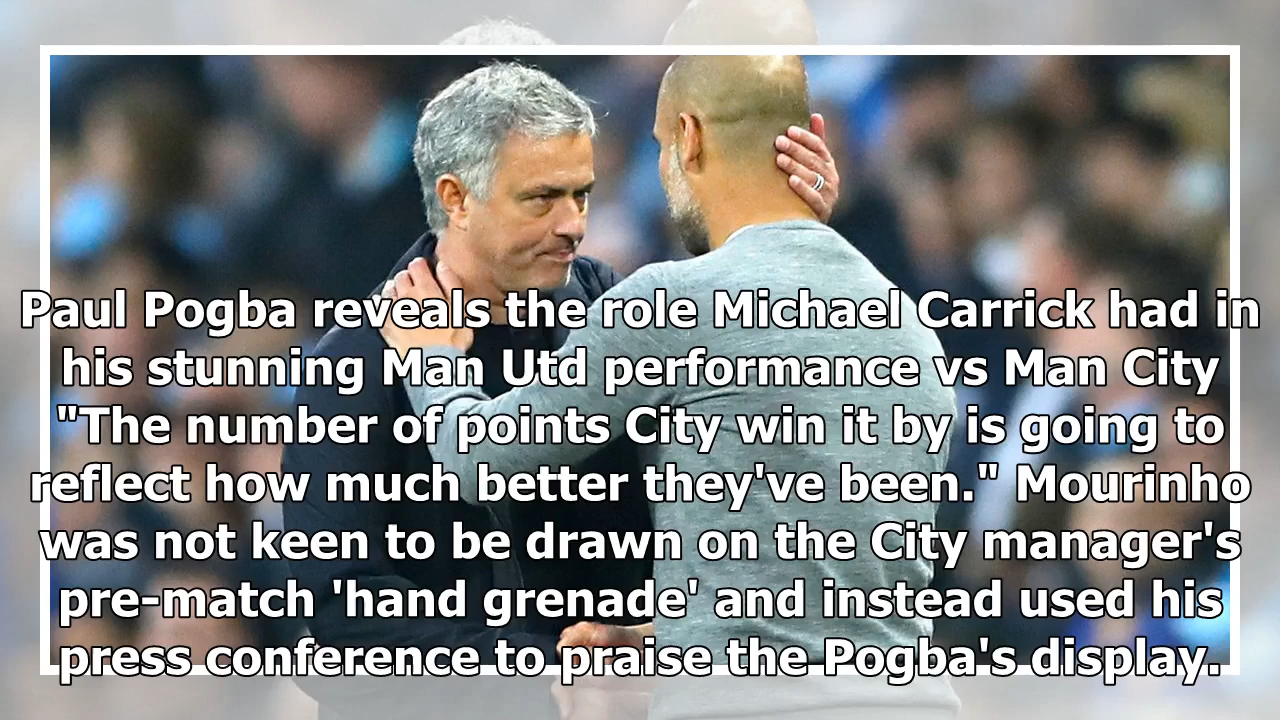 Paul Pogba reveals the role Michael Carrick had in
his stunning Man Utd performance vs Man City
"The number of points City win it by is going to
reflect how much better they've been." Mourinho
was not keen to be drawn on the City manager's
pre-match 'hand grenade' and instead used his
press conference to praise the Pogba's display.